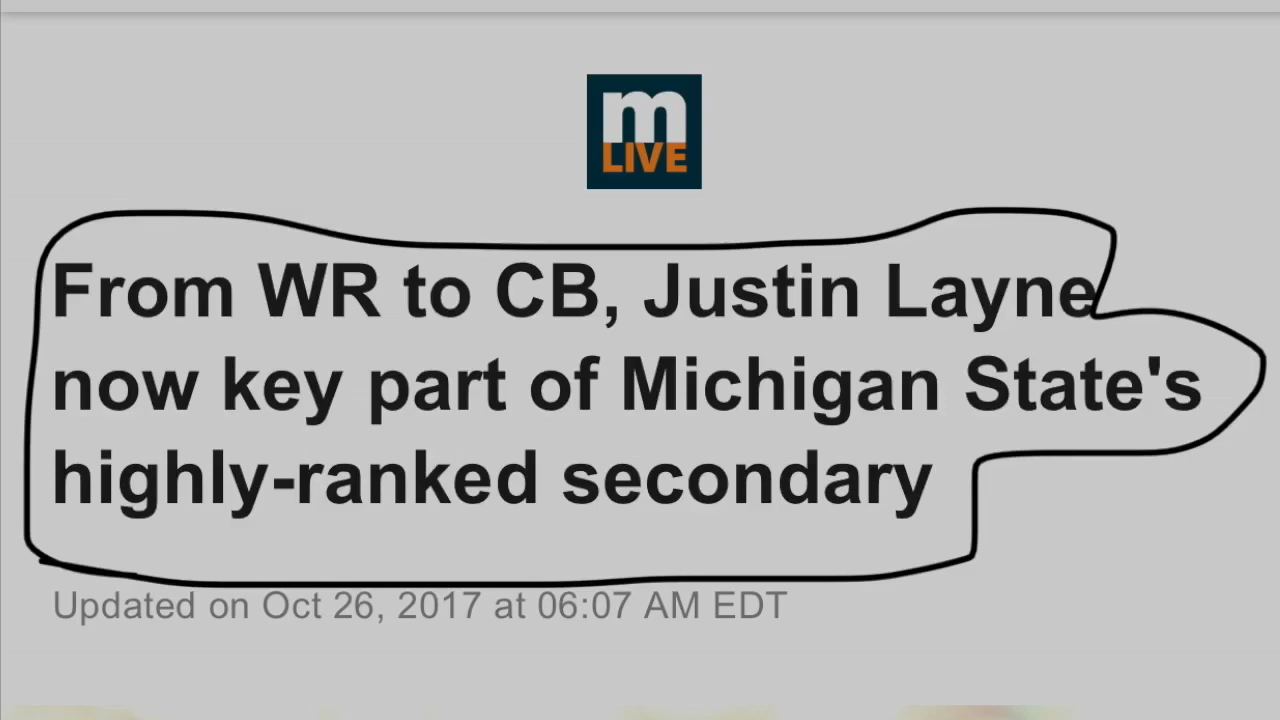 m
LIVE
From WR to CB, Justin Layne
now key part of Michigan State's
highly-ranked secondary
Updated on Oct 26, 2017 at 06:07 AM EDT